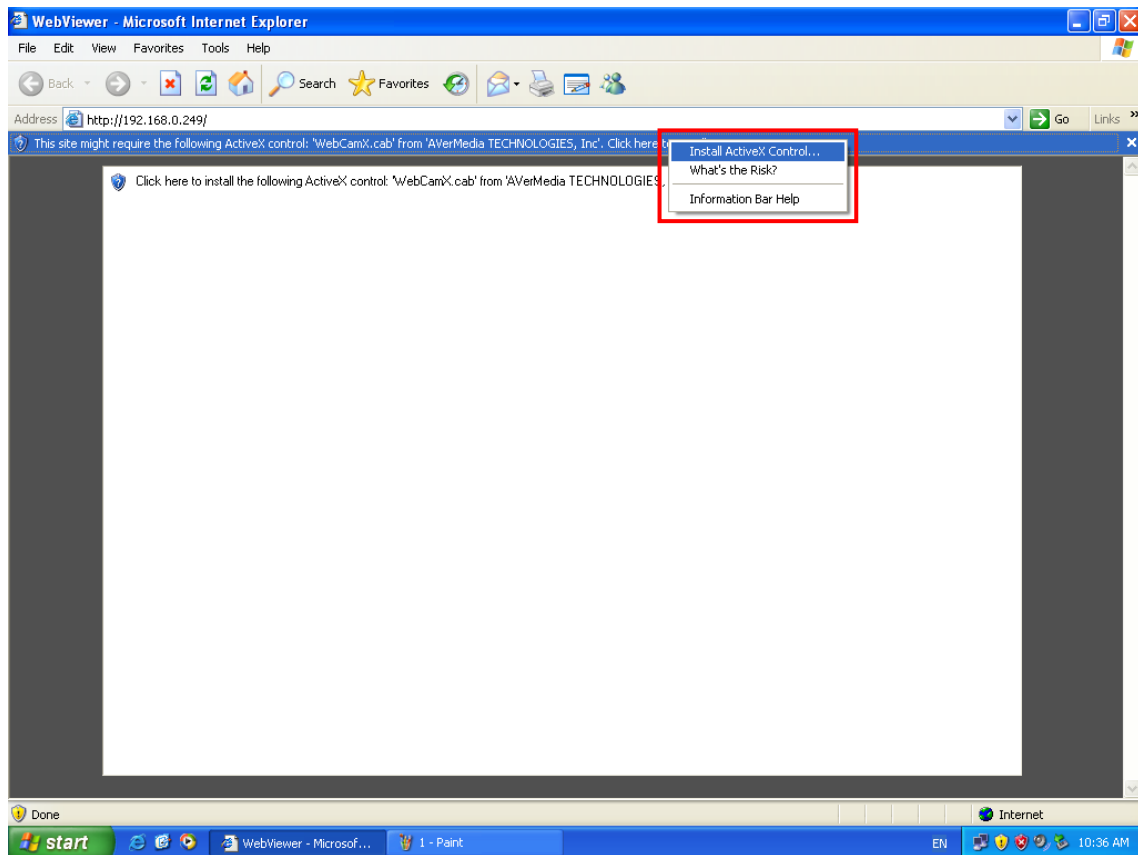 WebViewer - Microsoft Internet Explorer
File Edit View Favorites Tools Help
Back Search Favorites
Address http://192.168.0.249/ Go Links »
This site might require the following ActiveX control: 'WebCamX.cab' from 'AVerMedia TECHNOLOGIES, Inc'. Click here
Install ActiveX Control...
What's the Risk?
Information Bar Help
Click here to install the following ActiveX control: 'WebCamX.cab' from 'AVerMedia TECHNOLOGIES,
Done Internet
start WebViewer - Microsof... 1 - Paint EN 10:36 AM